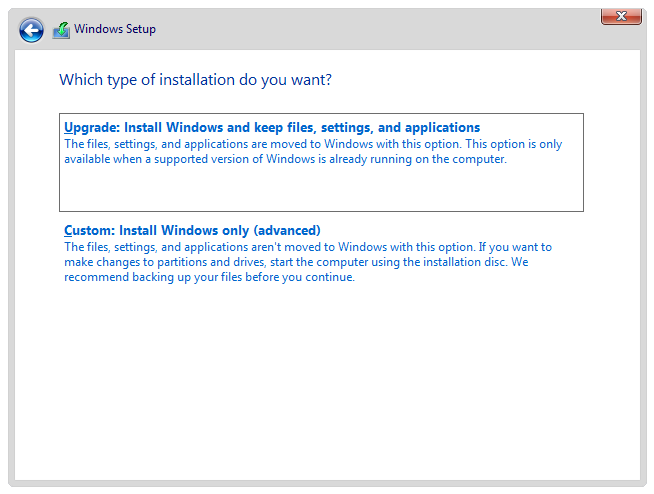 Windows Setup
Which type of installation do you want?
Upgrade: Install Windows and keep files, settings, and applications
The files, settings, and applications are moved to Windows with this option. This option is only
available when a supported version of Windows is already running on the computer.
Custom: Install Windows only (advanced)
The files, settings, and applications aren't moved to Windows with this option. If you want to
make changes to partitions and drives, start the computer using the installation disc. We
recommend backing up your files before you continue.